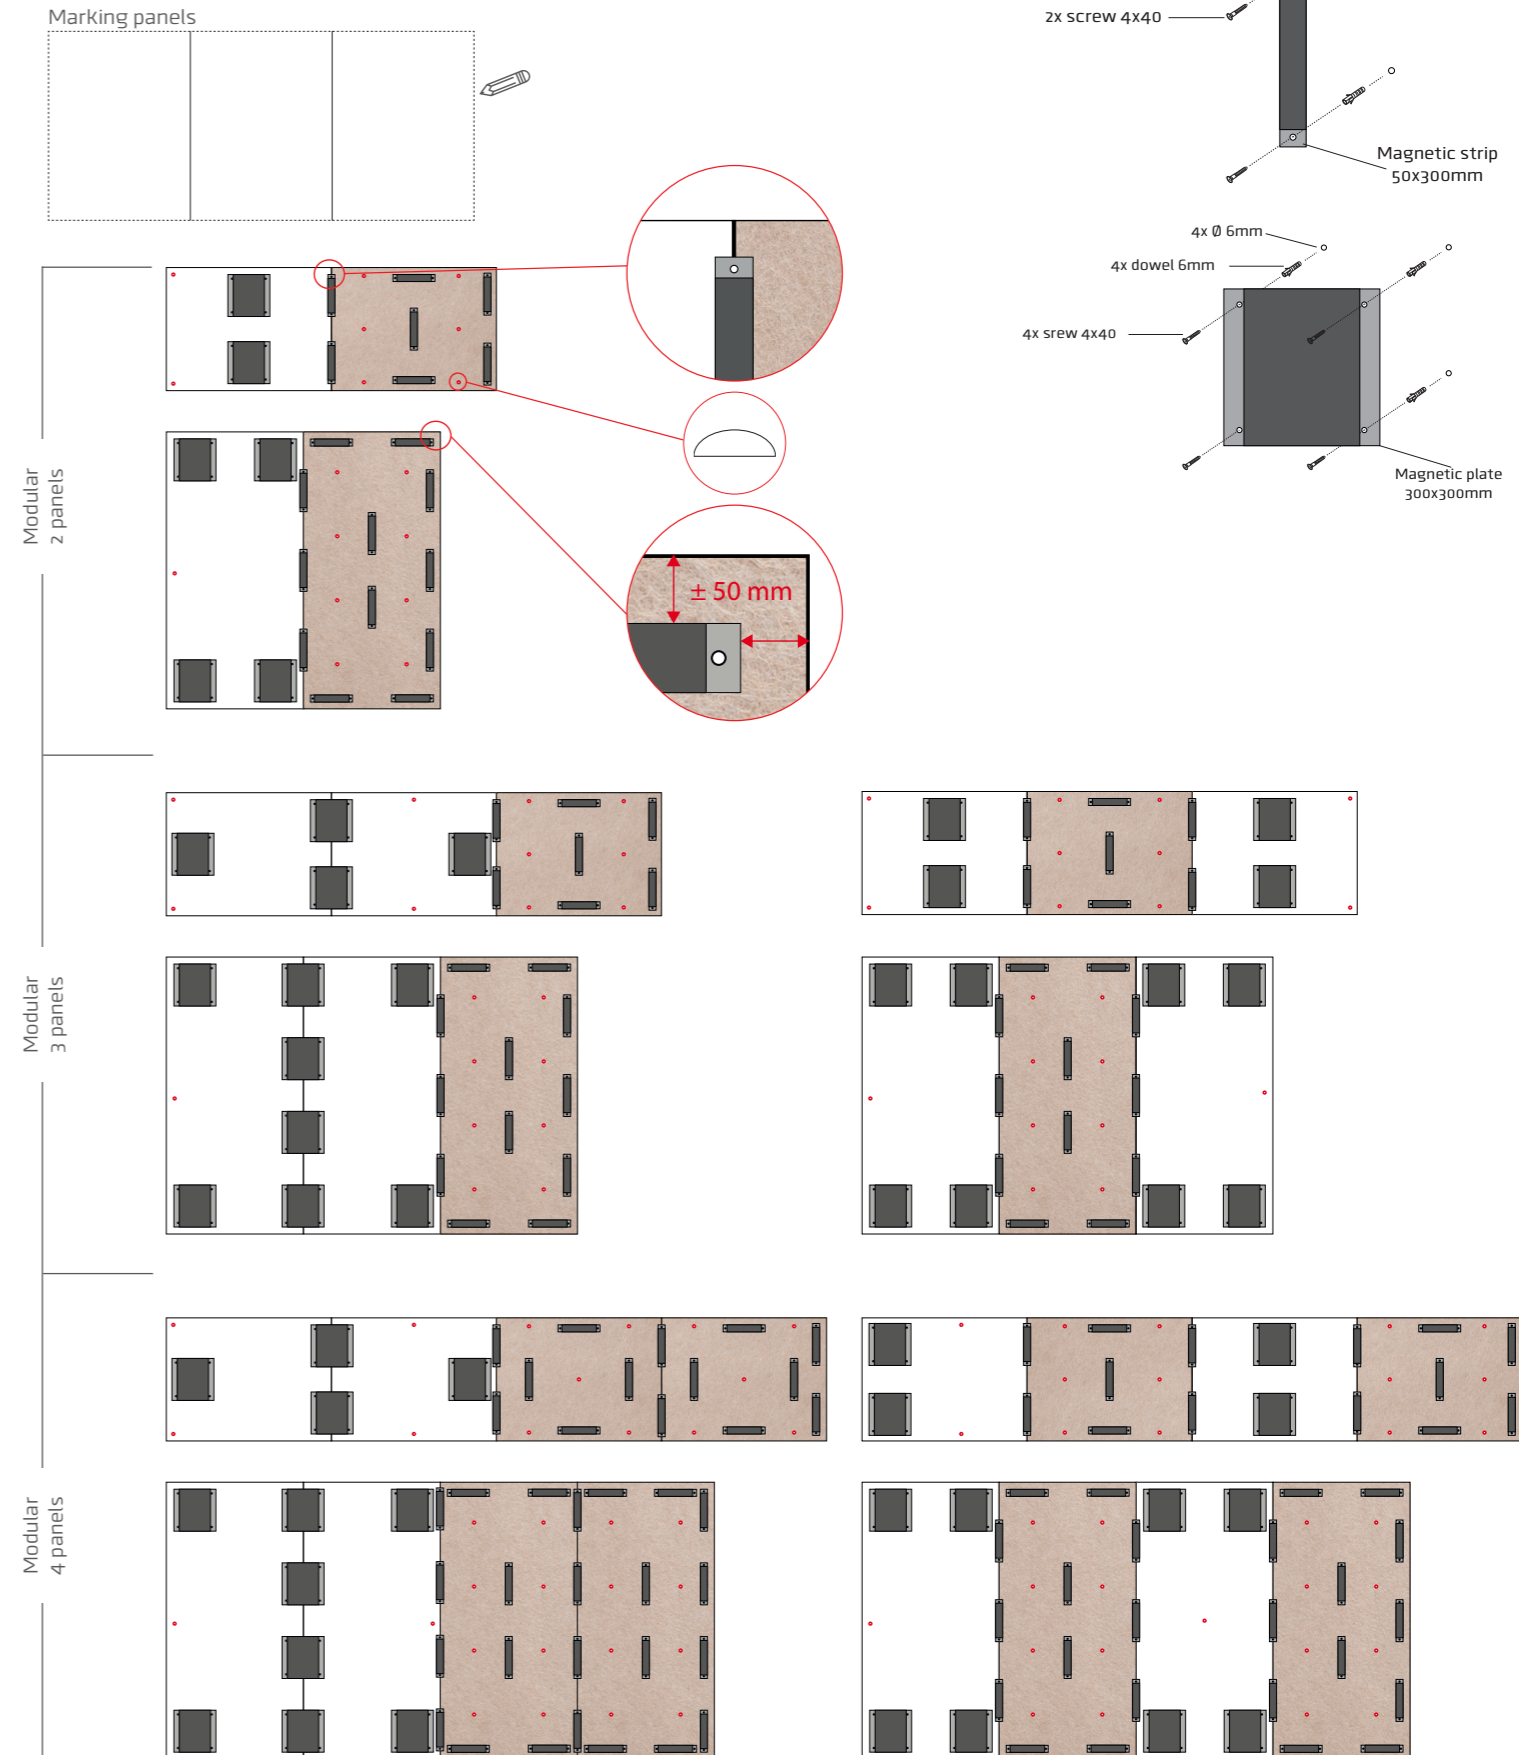 Marking panels
2x screw 4x40
Magnetic strip
50x300mm
4x Ø 6mm
4x dowel 6mm
4x srew 4x40
Magnetic plate
300x300mm
± 50 mm
Modular
2 panels
Modular
3 panels
Modular
4 panels